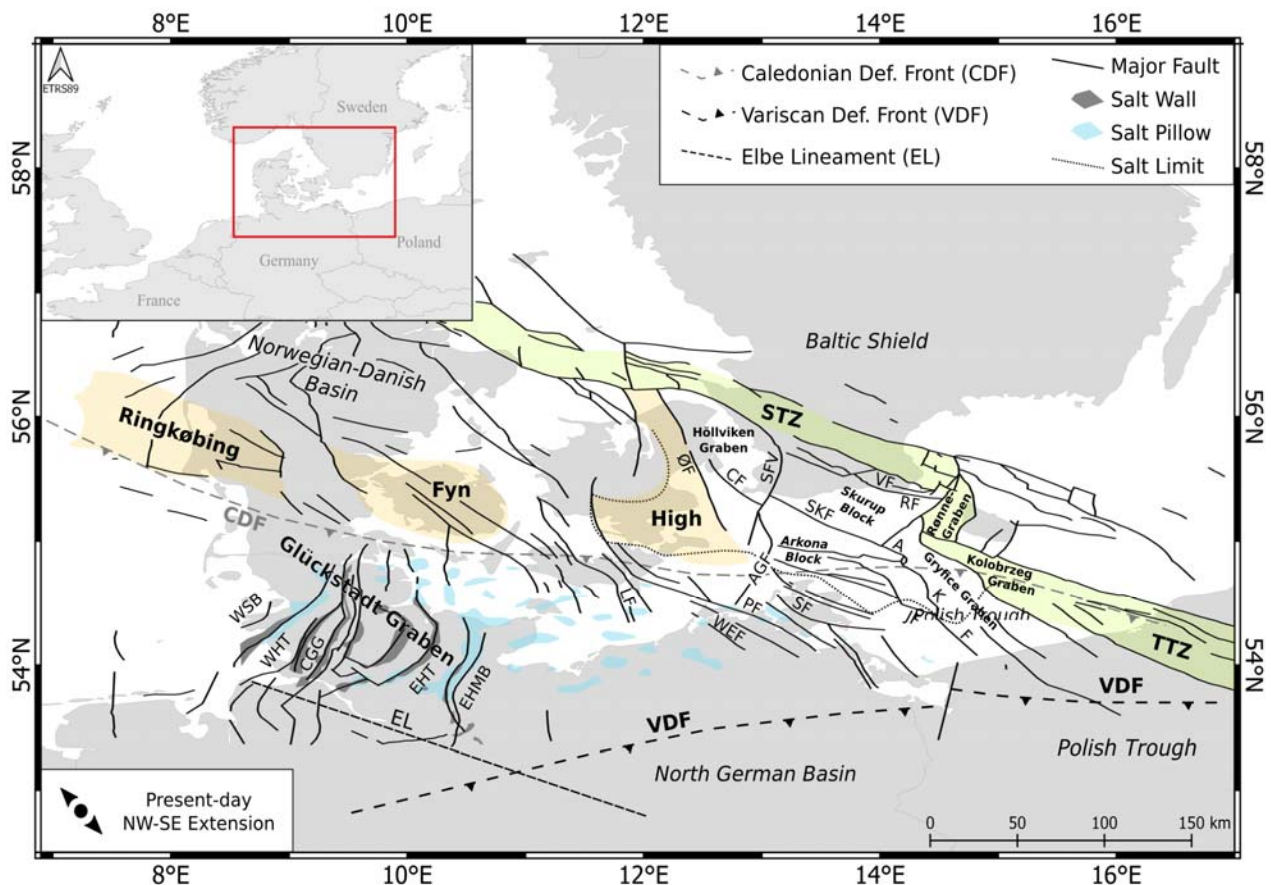 8°E 10°E 12°E 14°E 16°E
ETRS89
Sweden
Poland
Germany
France
Caledonian Def. Front (CDF)
Variscan Def. Front (VDF)
Elbe Lineament (EL)
Major Fault
Salt Wall
Salt Pillow
Salt Limit
58°N 58°N
Baltic Shield
Norwegian-Danish
Basin
56°N 56°N
Ringkøbing
STZ
Höllviken
Graben
ØF
CF
SFV
Fyn
VF
RF
Skurup
Block
Rønne-
Graben
High
SKF
CDF
Arkona
Block
A
Kolobrzeg
Graben
Glückstadt Graben
AGF
Gryfice Graben
K
F
WSB
LF
PF
SF
Polish Trough
WEF
WHT
CGG
EHT
EHMB
TTZ
54°N 54°N
EL
VDF
VDF
Polish Trough
North German Basin
Present-day
NW-SE Extension
0 50 100 150 km
8°E 10°E 12°E 14°E 16°E